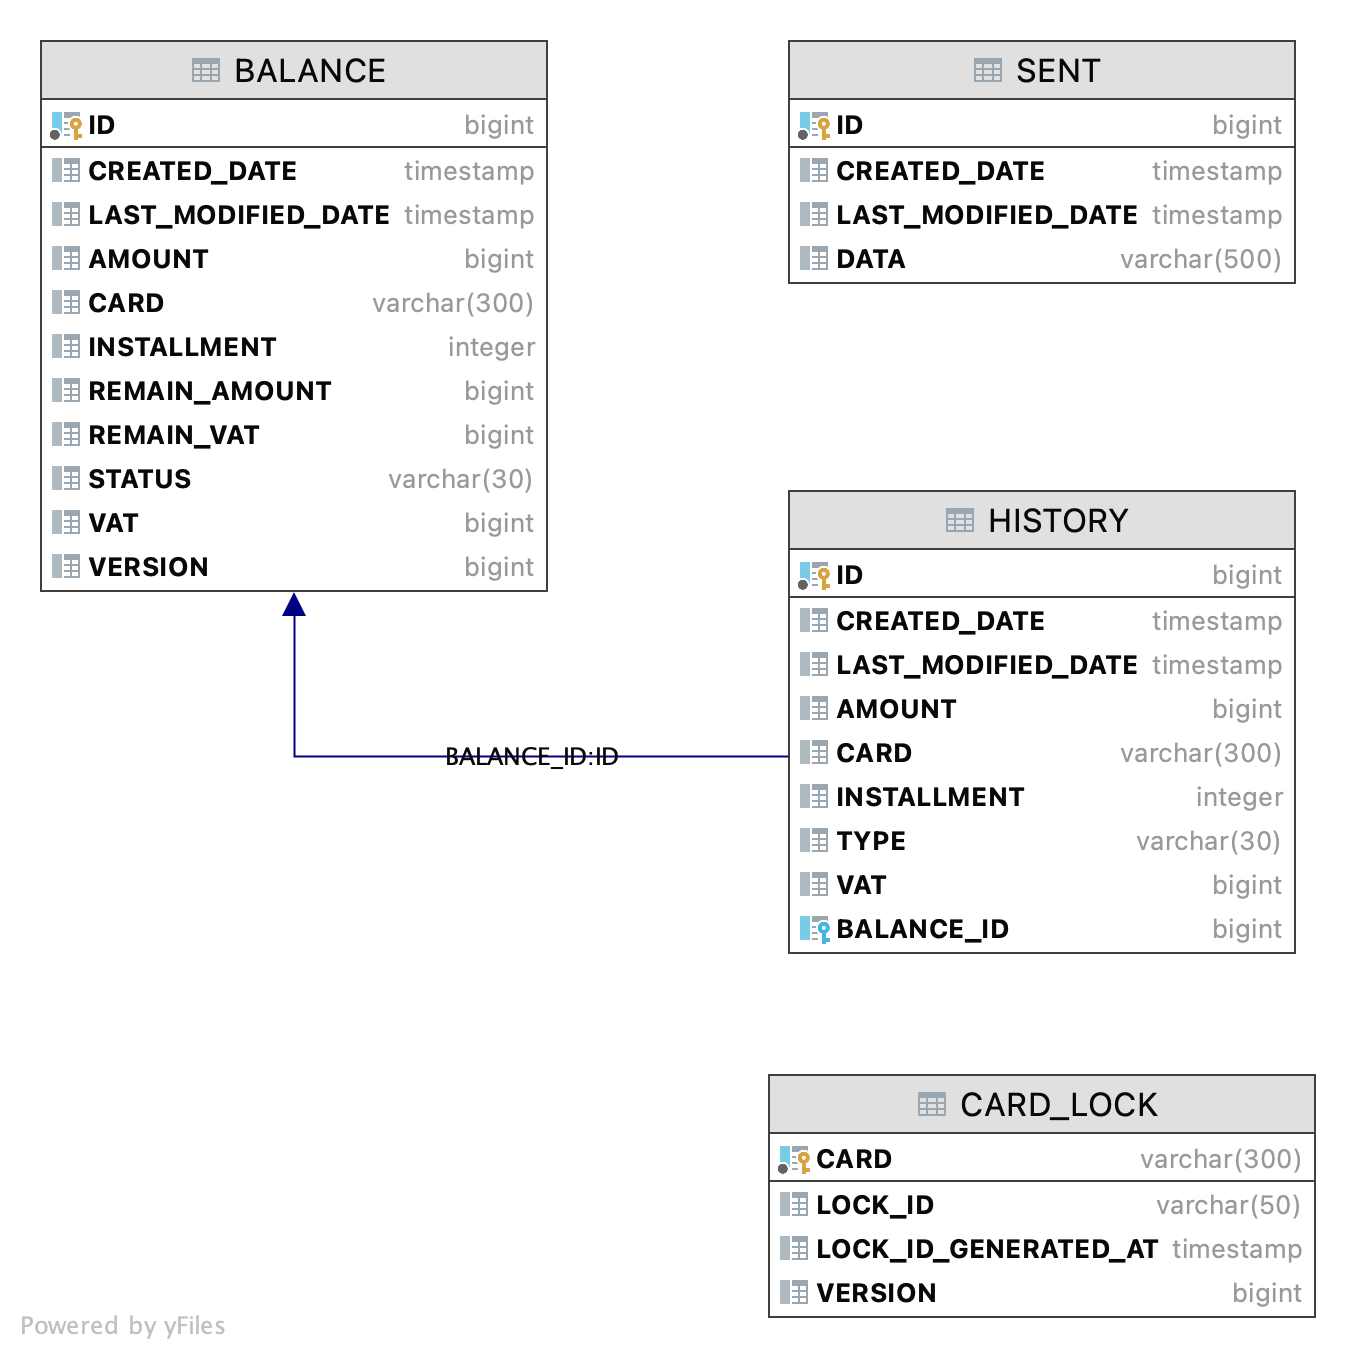 BALANCE
ID bigint
CREATED_DATE timestamp
LAST_MODIFIED_DATE timestamp
AMOUNT bigint
CARD varchar(300)
INSTALLMENT integer
REMAIN_AMOUNT bigint
REMAIN_VAT bigint
STATUS varchar(30)
VAT bigint
VERSION bigint
SENT
ID bigint
CREATED_DATE timestamp
LAST_MODIFIED_DATE timestamp
DATA varchar(500)
BALANCE_ID:ID
HISTORY
ID bigint
CREATED_DATE timestamp
LAST_MODIFIED_DATE timestamp
AMOUNT bigint
CARD varchar(300)
INSTALLMENT integer
TYPE varchar(30)
VAT bigint
BALANCE_ID bigint
CARD_LOCK
CARD varchar(300)
LOCK_ID varchar(50)
LOCK_ID_GENERATED_AT timestamp
VERSION bigint
Powered by yFiles